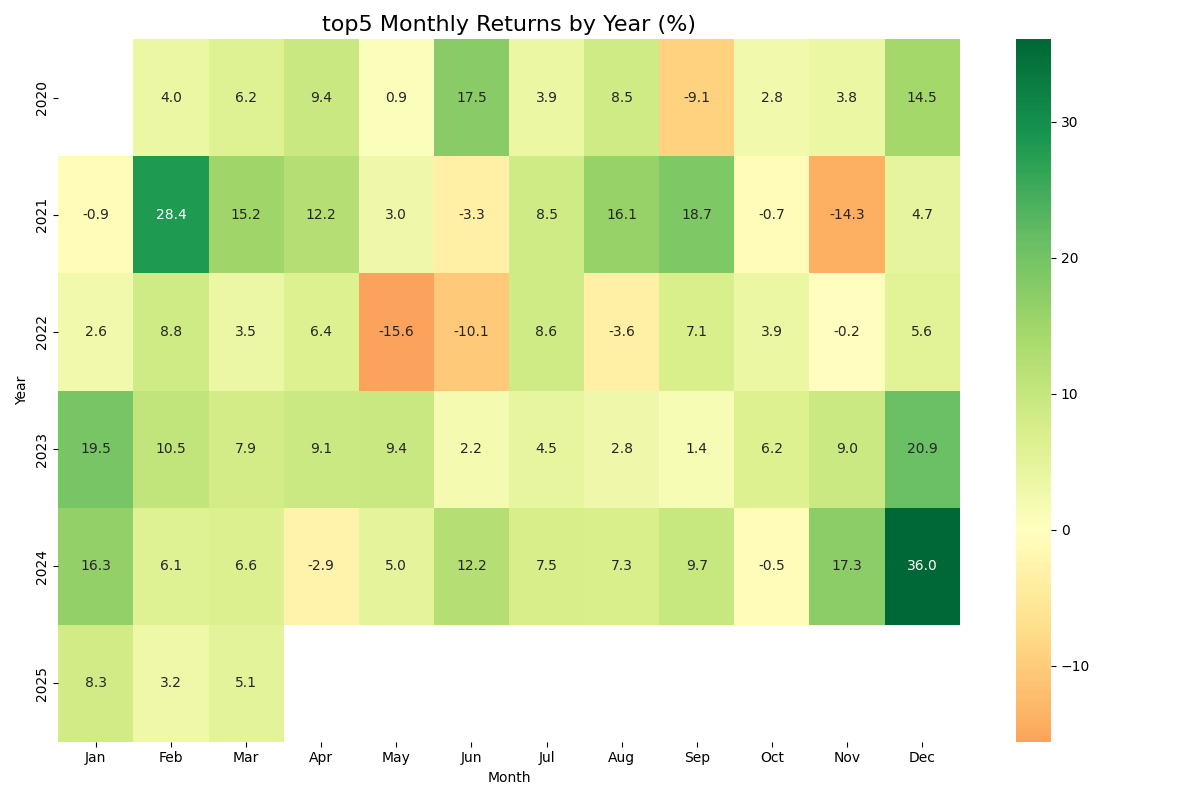 top5 Monthly Returns by Year (%)
2020 4.0 6.2 9.4 0.9 17.5 3.9 8.5 -9.1 2.8 3.8 14.5
2021 -0.9 28.4 15.2 12.2 3.0 -3.3 8.5 16.1 18.7 -0.7 -14.3 4.7
2022 2.6 8.8 3.5 6.4 -15.6 -10.1 8.6 -3.6 7.1 3.9 -0.2 5.6
2023 19.5 10.5 7.9 9.1 9.4 2.2 4.5 2.8 1.4 6.2 9.0 20.9
2024 16.3 6.1 6.6 -2.9 5.0 12.2 7.5 7.3 9.7 -0.5 17.3 36.0
2025 8.3 3.2 5.1
Year
Jan Feb Mar Apr May Jun Jul Aug Sep Oct Nov Dec
Month
30
20
10
0
−10